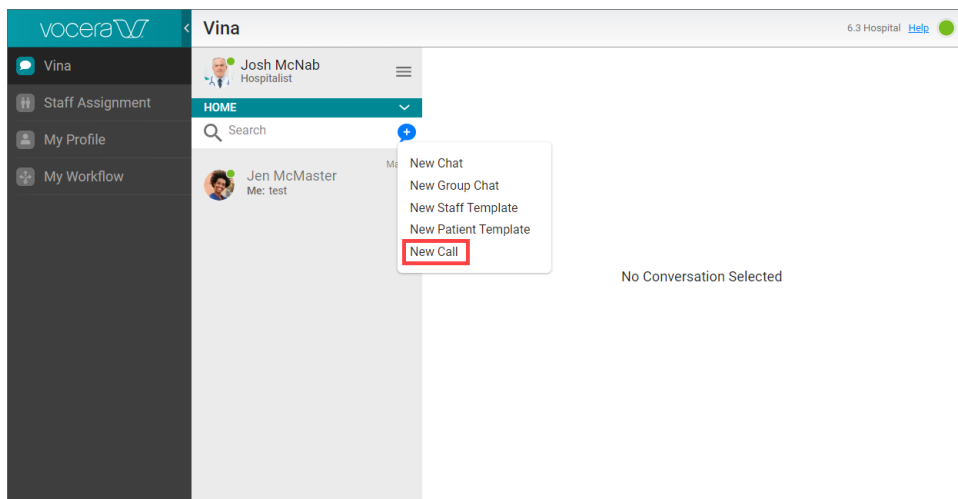 vocera
Vina
6.3 Hospital Help
Vina
Staff Assignment
My Profile
My Workflow
Josh McNab
Hospitalist
HOME
Search
Jen McMaster
Me: test
New Chat
New Group Chat
New Staff Template
New Patient Template
New Call
No Conversation Selected